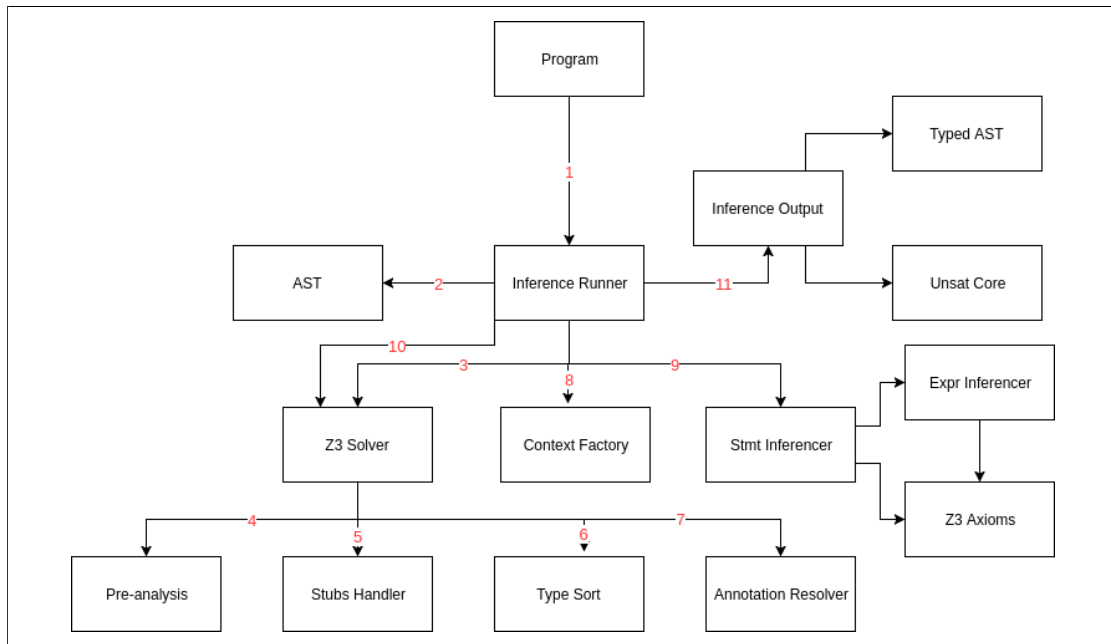 Program
Typed AST
1
Inference Output
AST
2
Inference Runner
11
Unsat Core
10
3
8
9
Expr Inferencer
Z3 Solver
Context Factory
Stmt Inferencer
Z3 Axioms
4
5
6
7
Pre-analysis
Stubs Handler
Type Sort
Annotation Resolver